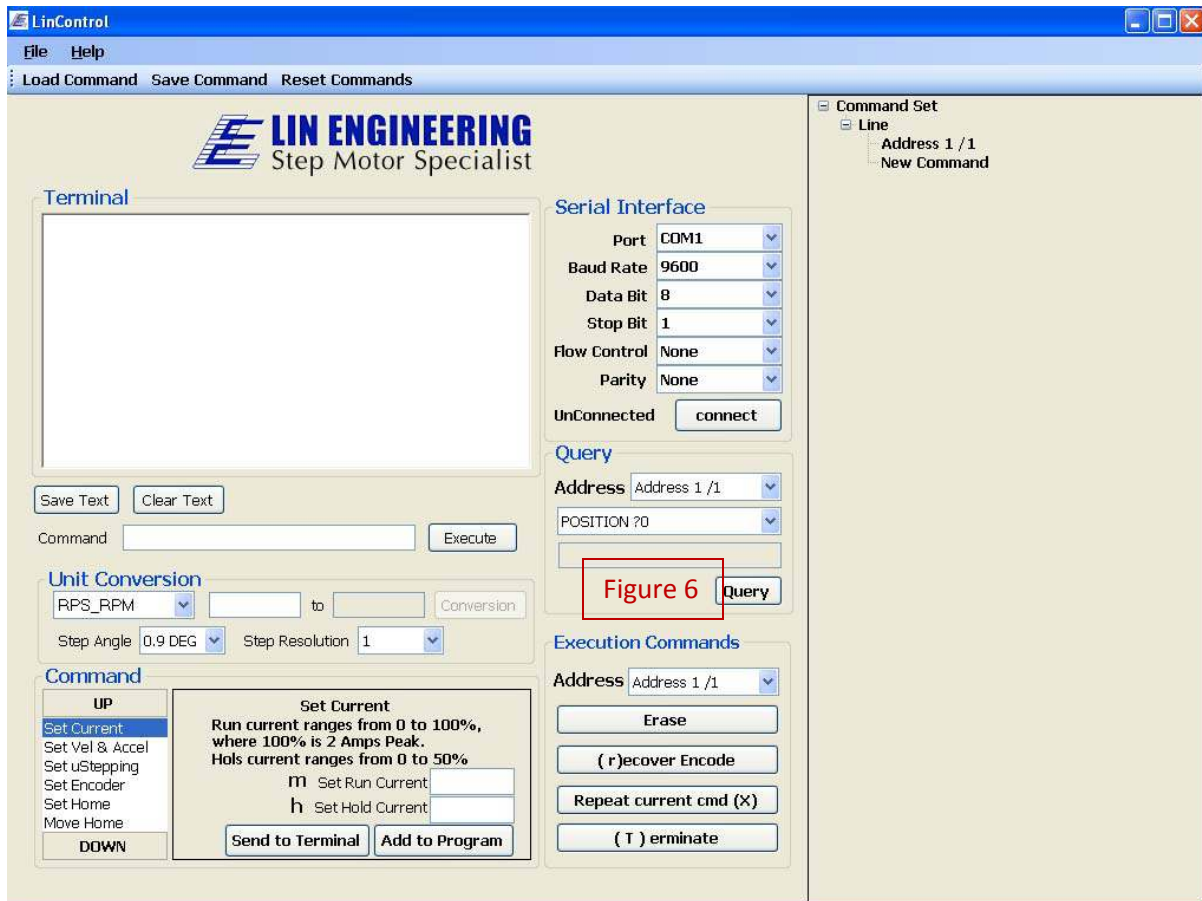 LinControl
File Help
Load Command Save Command Reset Commands
LIN ENGINEERING
Step Motor Specialist
Terminal
Save Text Clear Text
Command Execute
Unit Conversion
RPS_RPM to Conversion
Step Angle 0.9 DEG Step Resolution 1
Command
UP
Set Current
Set Vel & Accel
Set uStepping
Set Encoder
Set Home
Move Home
DOWN
Set Current
Run current ranges from 0 to 100%,
where 100% is 2 Amps Peak.
Hols current ranges from 0 to 50%
m Set Run Current
h Set Hold Current
Send to Terminal Add to Program
Serial Interface
Port COM1
Baud Rate 9600
Data Bit 8
Stop Bit 1
Flow Control None
Parity None
UnConnected connect
Query
Address Address 1 /1
POSITION ?0
Figure 6
Query
Execution Commands
Address Address 1 /1
Erase
( r)ecover Encode
Repeat current cmd (X)
( T ) erminate
Command Set
Line
Address 1 /1
New Command